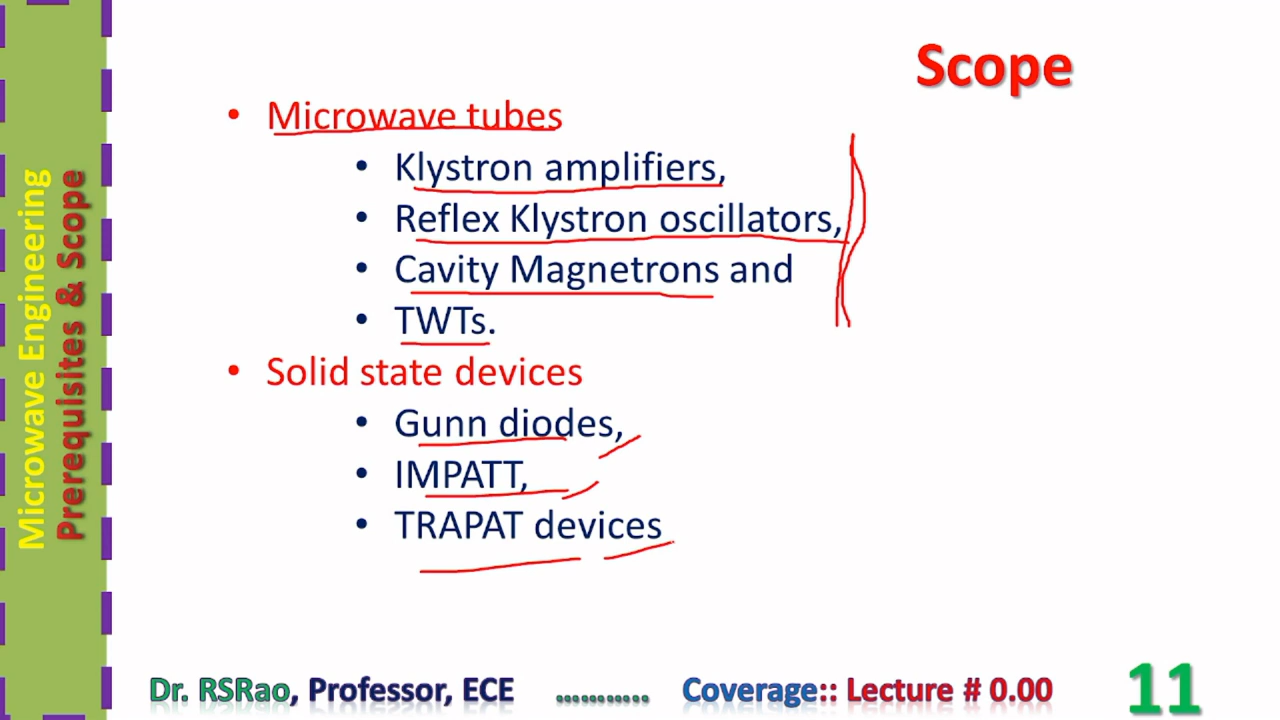 Scope
• Microwave tubes
• Klystron amplifiers,
• Reflex Klystron oscillators,
• Cavity Magnetrons and
• TWTs.
• Solid state devices
• Gunn diodes,
• IMPATT,
• TRAPAT devices
Microwave Engineering
Prerequisites & Scope
Dr. RSRao, Professor, ECE ........... Coverage:: Lecture # 0.00 11